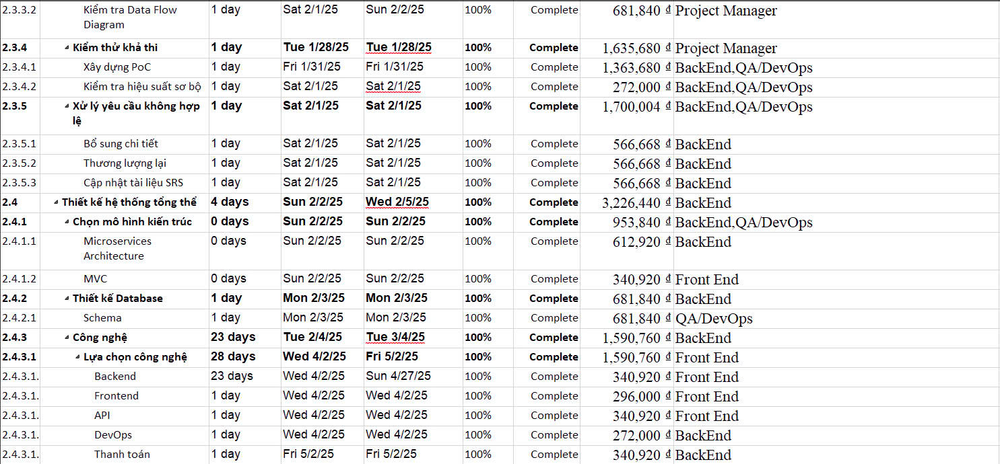 2.3.3.2 Kiểm tra Data Flow Diagram 1 day Sat 2/1/25 Sun 2/2/25 100% Complete 681,840 ₫ Project Manager
2.3.4 Kiểm thử khả thi 1 day Tue 1/28/25 Tue 1/28/25 100% Complete 1,635,680 ₫ Project Manager
2.3.4.1 Xây dựng PoC 1 day Fri 1/31/25 Fri 1/31/25 100% Complete 1,363,680 ₫ BackEnd,QA/DevOps
2.3.4.2 Kiểm tra hiệu suất sơ bộ 1 day Sat 2/1/25 Sat 2/1/25 100% Complete 272,000 ₫ BackEnd,QA/DevOps
2.3.5 Xử lý yêu cầu không hợp lệ 1 day Sat 2/1/25 Sat 2/1/25 100% Complete 1,700,004 ₫ BackEnd,QA/DevOps
2.3.5.1 Bổ sung chi tiết 1 day Sat 2/1/25 Sat 2/1/25 100% Complete 566,668 ₫ BackEnd
2.3.5.2 Thương lượng lại 1 day Sat 2/1/25 Sat 2/1/25 100% Complete 566,668 ₫ BackEnd
2.3.5.3 Cập nhật tài liệu SRS 1 day Sat 2/1/25 Sat 2/1/25 100% Complete 566,668 ₫ BackEnd
2.4 Thiết kế hệ thống tổng thể 4 days Sun 2/2/25 Wed 2/5/25 100% Complete 3,226,440 ₫ BackEnd
2.4.1 Chọn mô hình kiến trúc 0 days Sun 2/2/25 Sun 2/2/25 100% Complete 953,840 ₫ BackEnd,QA/DevOps
2.4.1.1 Microservices Architecture 0 days Sun 2/2/25 Sun 2/2/25 100% Complete 612,920 ₫ BackEnd
2.4.1.2 MVC 0 days Sun 2/2/25 Sun 2/2/25 100% Complete 340,920 ₫ Front End
2.4.2 Thiết kế Database 1 day Mon 2/3/25 Mon 2/3/25 100% Complete 681,840 ₫ BackEnd
2.4.2.1 Schema 1 day Mon 2/3/25 Mon 2/3/25 100% Complete 681,840 ₫ QA/DevOps
2.4.3 Công nghệ 23 days Tue 2/4/25 Tue 3/4/25 100% Complete 1,590,760 ₫ BackEnd
2.4.3.1 Lựa chọn công nghệ 28 days Wed 4/2/25 Fri 5/2/25 100% Complete 1,590,760 ₫ Front End
2.4.3.1. Backend 23 days Wed 4/2/25 Sun 4/27/25 100% Complete 340,920 ₫ Front End
2.4.3.1. Frontend 1 day Wed 4/2/25 Wed 4/2/25 100% Complete 296,000 ₫ Front End
2.4.3.1. API 1 day Wed 4/2/25 Wed 4/2/25 100% Complete 340,920 ₫ Front End
2.4.3.1. DevOps 1 day Wed 4/2/25 Wed 4/2/25 100% Complete 272,000 ₫ BackEnd
2.4.3.1. Thanh toán 1 day Fri 5/2/25 Fri 5/2/25 100% Complete 340,920 ₫ BackEnd